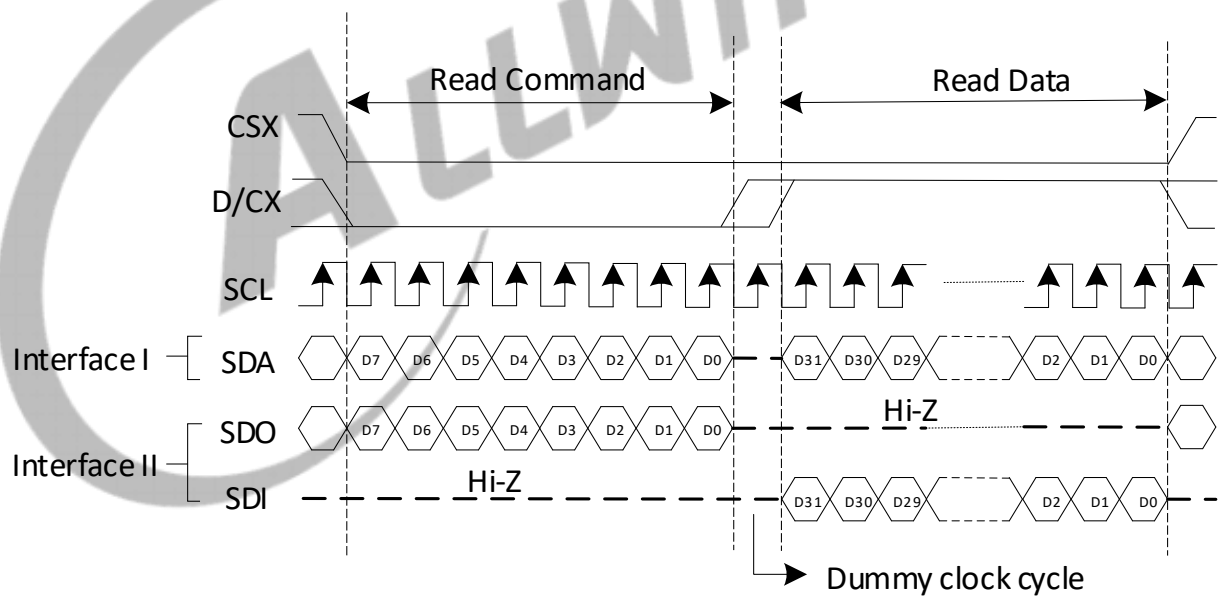 ALLWIN
Read Command
Read Data
CSX
D/CX
SCL
Interface I
SDA
D7 D6 D5 D4 D3 D2 D1 D0 D31 D30 D29 D2 D1 D0
Hi-Z
SDO
D7 D6 D5 D4 D3 D2 D1 D0
Interface II
Hi-Z
SDI
D31 D30 D29 D2 D1 D0
Dummy clock cycle